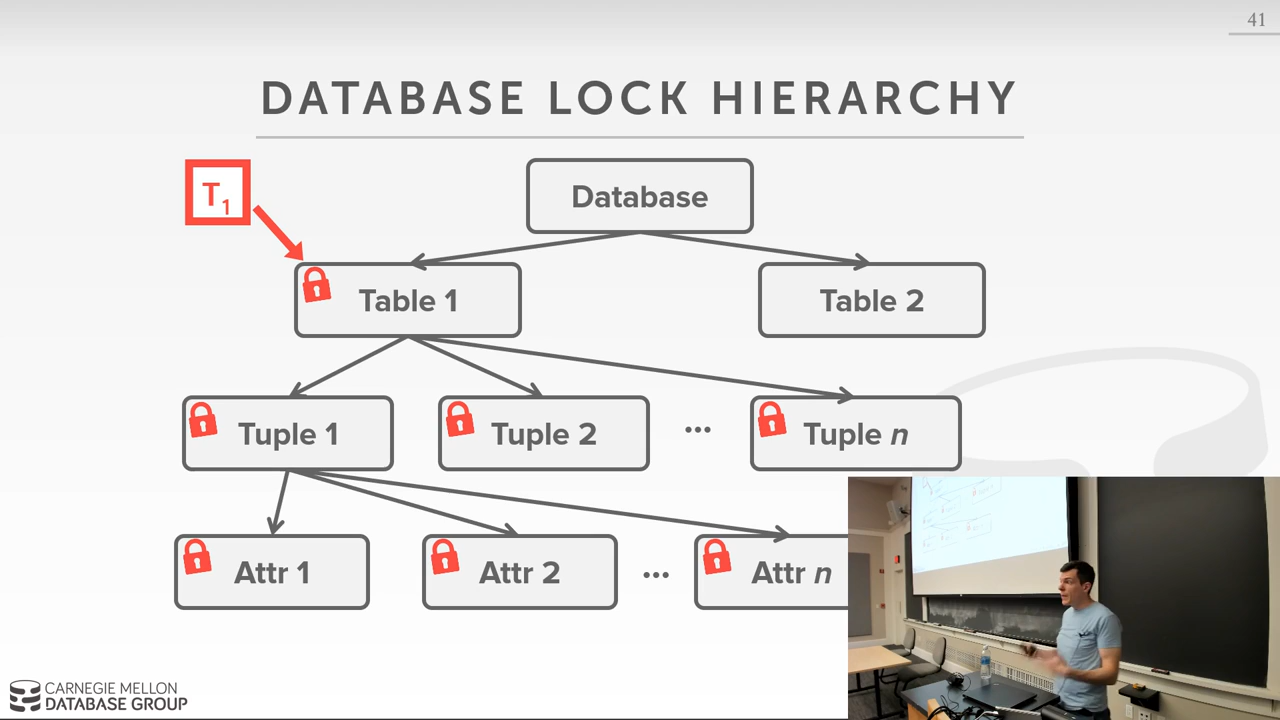 41
DATABASE LOCK HIERARCHY
T1
Database
Table 1
Table 2
Tuple 1
Tuple 2
...
Tuple n
Attr 1
Attr 2
...
Attr n
CARNEGIE MELLON
DATABASE GROUP